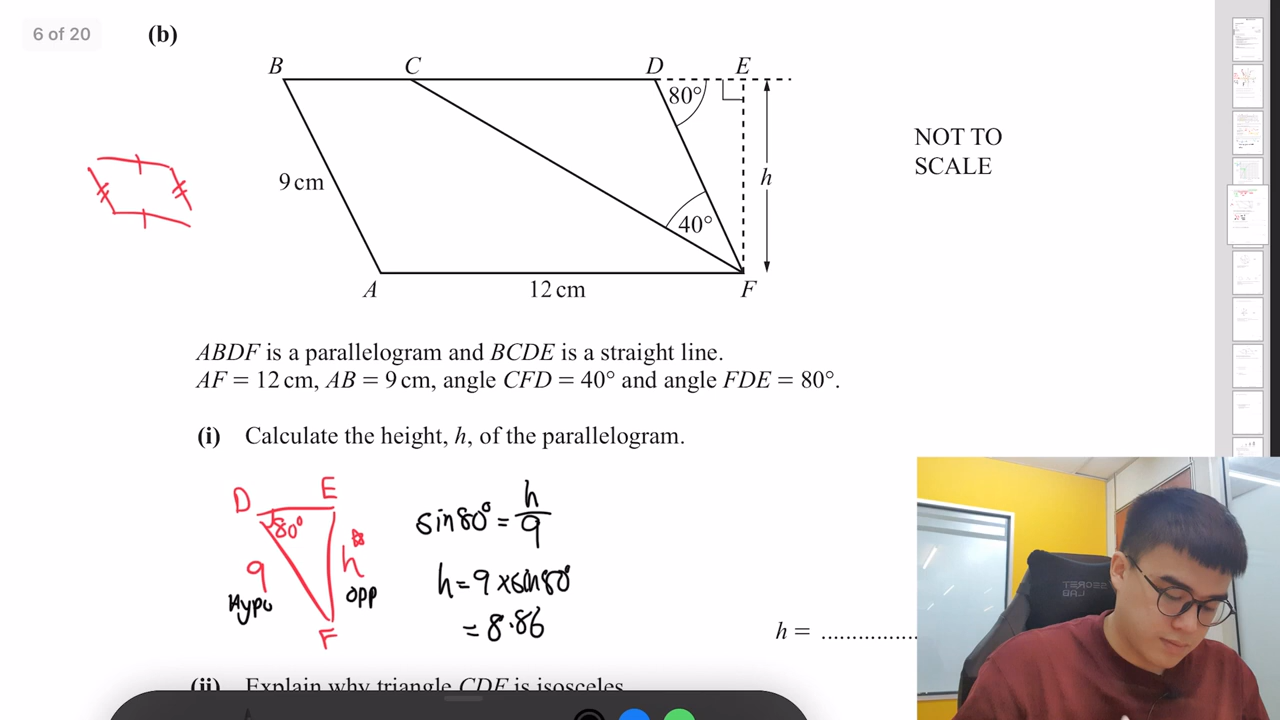 6 of 20
(b)
B C D E
80°
NOT TO
SCALE
9 cm
h
40°
A 12 cm F
ABDF is a parallelogram and BCDE is a straight line.
AF = 12 cm, AB = 9 cm, angle CFD = 40° and angle FDE = 80°.
(i) Calculate the height, h, of the parallelogram.
D E
80°
9
Hypo
h
opp
F
sin80° = h/9
h = 9 × sin80°
= 8.86
h = ................
(ii) Explain why triangle CDF is isosceles.